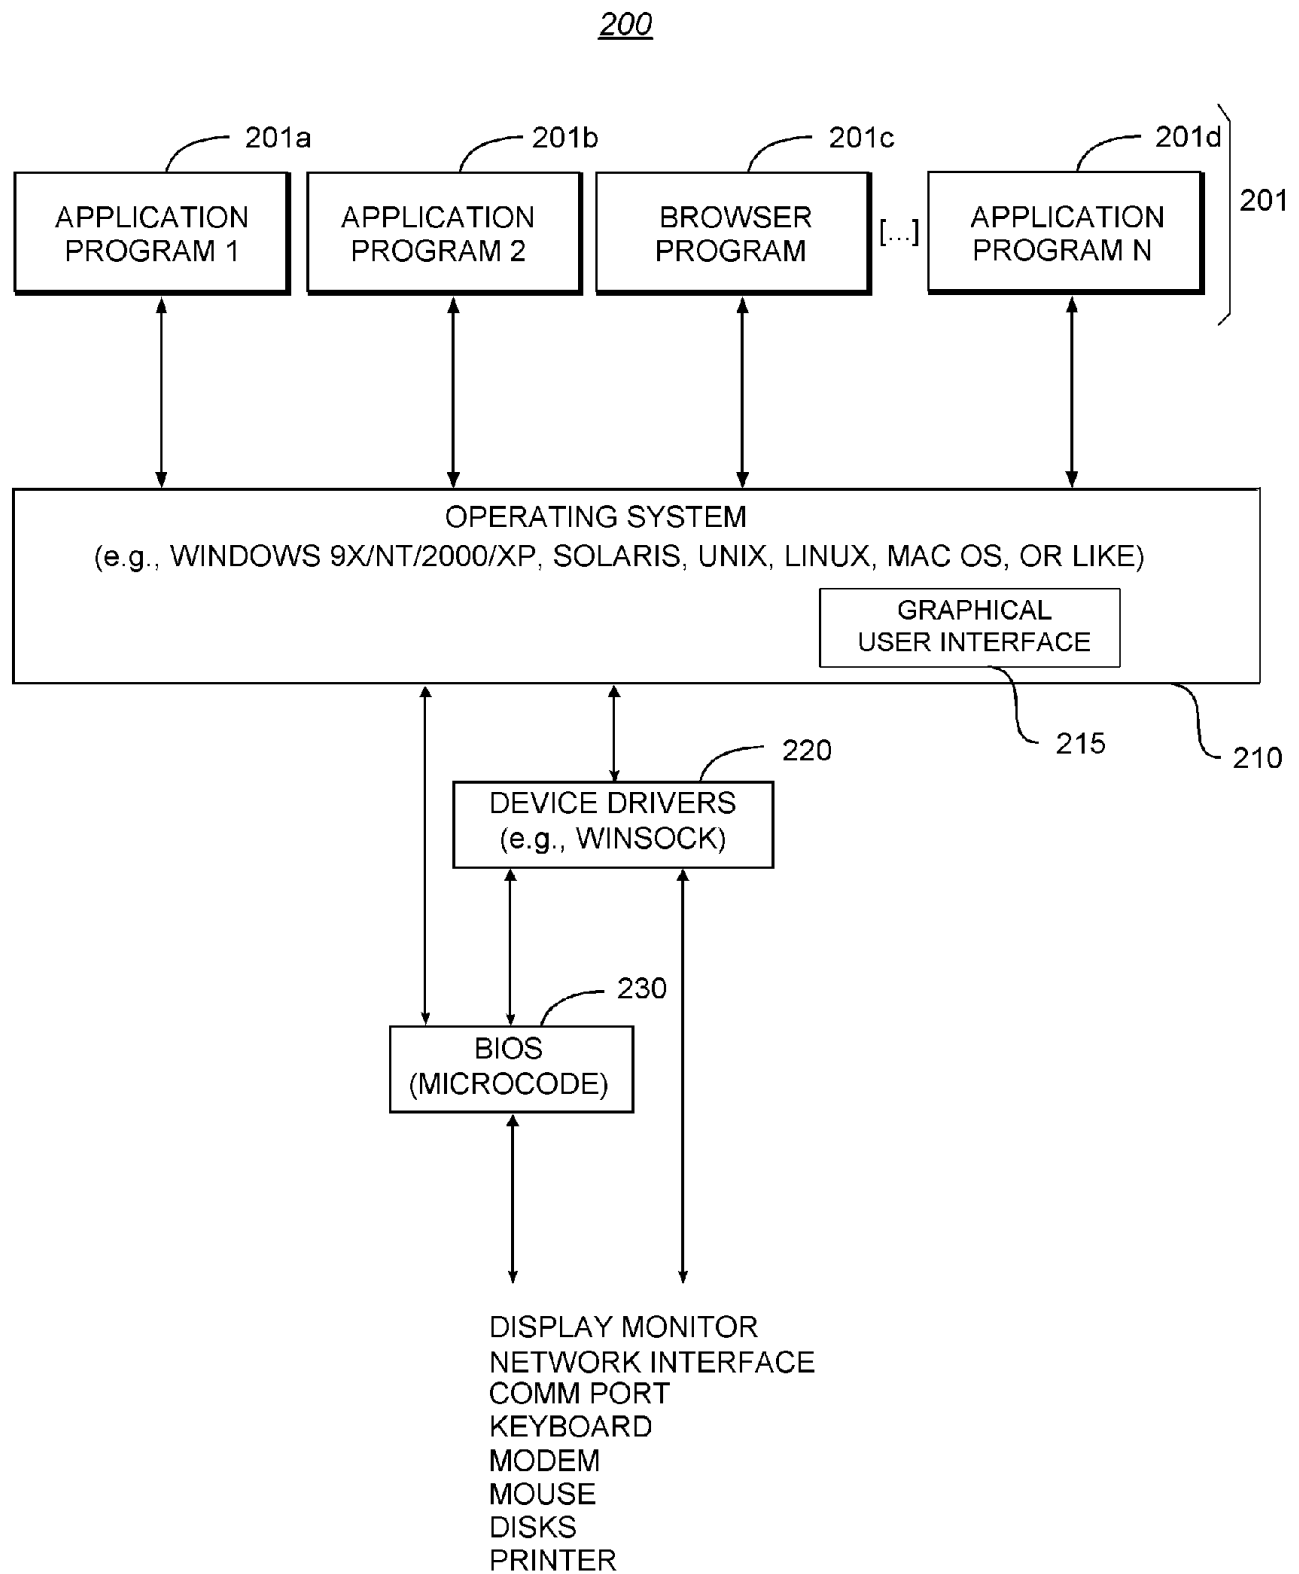 200
201a
201b
201c
201d
201
APPLICATION
PROGRAM 1
APPLICATION
PROGRAM 2
BROWSER
PROGRAM
[...]
APPLICATION
PROGRAM N
OPERATING SYSTEM
(e.g., WINDOWS 9X/NT/2000/XP, SOLARIS, UNIX, LINUX, MAC OS, OR LIKE)
GRAPHICAL
USER INTERFACE
215
210
220
DEVICE DRIVERS
(e.g., WINSOCK)
230
BIOS
(MICROCODE)
DISPLAY MONITOR
NETWORK INTERFACE
COMM PORT
KEYBOARD
MODEM
MOUSE
DISKS
PRINTER